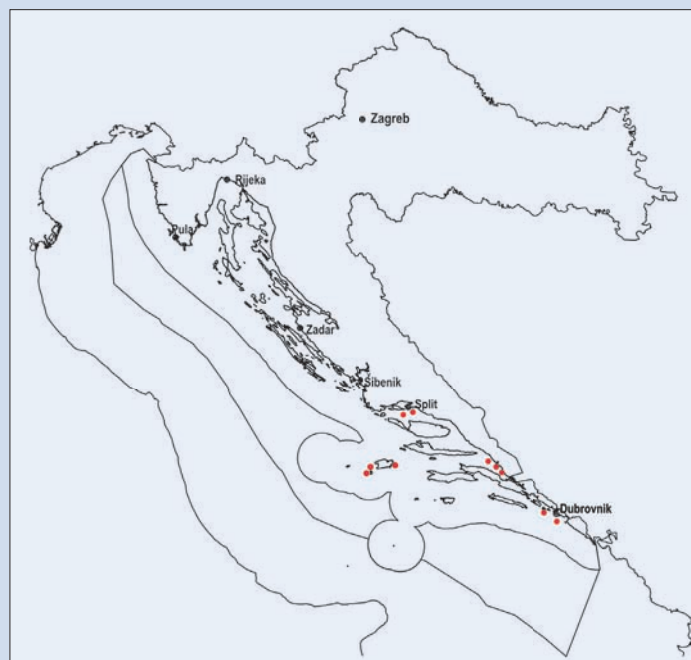 Zagreb
Rijeka
Pula
Zadar
Šibenik
Split
Dubrovnik